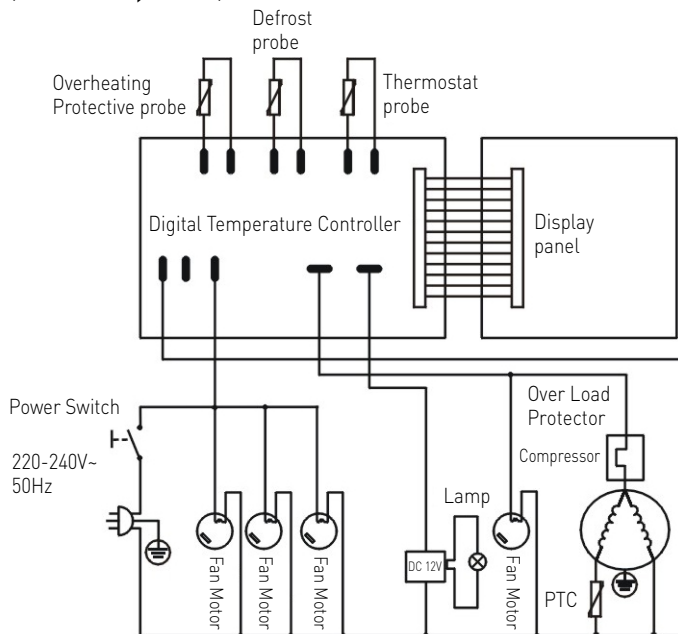 Defrost
probe
Overheating
Protective probe
Thermostat
probe
Digital Temperature Controller
Display
panel
Power Switch
220-240V~
50Hz
Over Load
Protector
Compressor
Lamp
DC 12V
Fan Motor
Fan Motor
Fan Motor
Fan Motor
PTC